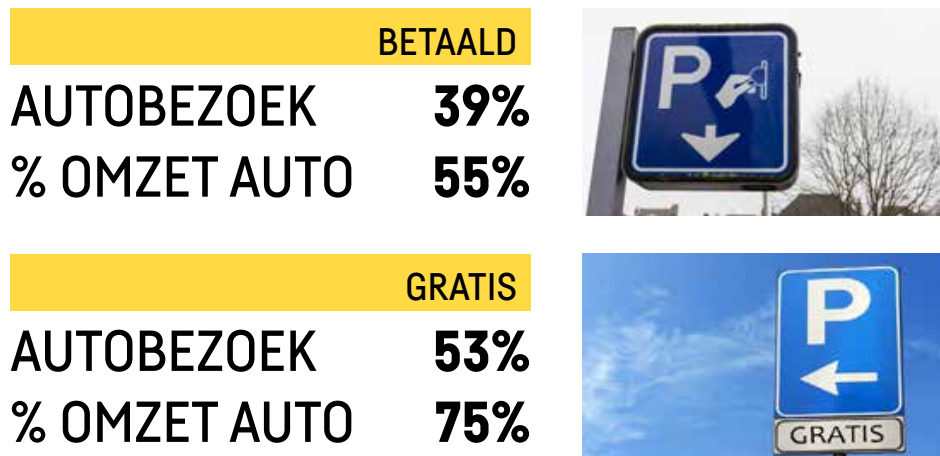 BETAALD
AUTOBEZOEK 39%
% OMZET AUTO 55%
P
GRATIS
AUTOBEZOEK 53%
% OMZET AUTO 75%
P
GRATIS